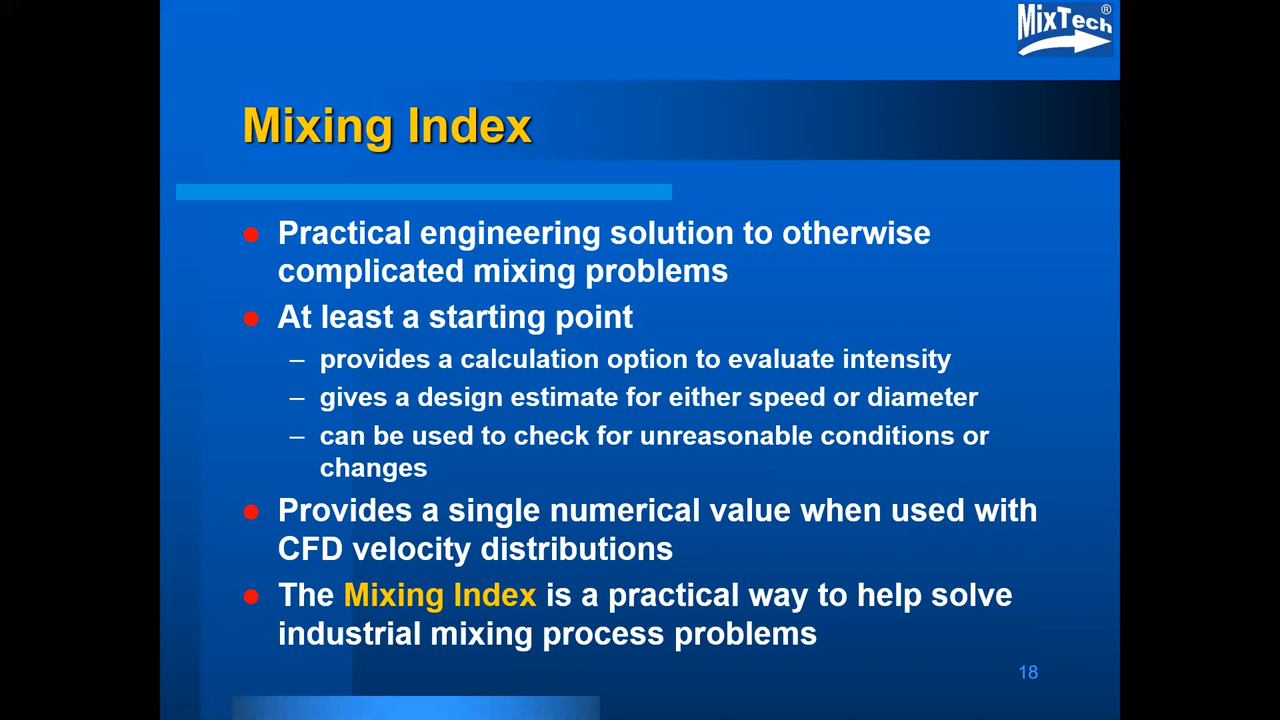 MixTech®
Mixing Index
● Practical engineering solution to otherwise
complicated mixing problems
● At least a starting point
– provides a calculation option to evaluate intensity
– gives a design estimate for either speed or diameter
– can be used to check for unreasonable conditions or
changes
● Provides a single numerical value when used with
CFD velocity distributions
● The Mixing Index is a practical way to help solve
industrial mixing process problems
18